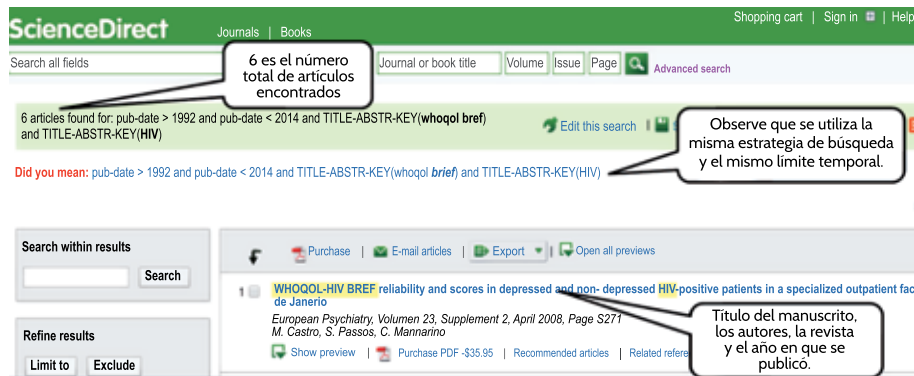 Shopping cart | Sign in | Help
ScienceDirect Journals | Books
Search all fields Journal or book title Volume Issue Page Advanced search
6 es el número
total de artículos
encontrados
6 articles found for: pub-date > 1992 and pub-date < 2014 and TITLE-ABSTR-KEY(whoqol bref)
and TITLE-ABSTR-KEY(HIV)
Edit this search |
Observe que se utiliza la
misma estrategia de búsqueda
y el mismo límite temporal.
Did you mean: pub-date > 1992 and pub-date < 2014 and TITLE-ABSTR-KEY(whoqol brief) and TITLE-ABSTR-KEY(HIV)
Search within results
Search
Refine results
Limit to Exclude
Purchase | E-mail articles | Export | Open all previews
1 WHOQOL-HIV BREF reliability and scores in depressed and non- depressed HIV-positive patients in a specialized outpatient
de Janerio
European Psychiatry, Volumen 23, Supplement 2, April 2008, Page S271
M. Castro, S. Passos, C. Mannarino
Show preview | Purchase PDF -$35.95 | Recommended articles | Related
Título del manuscrito,
los autores, la revista
y el año en que se
publicó.